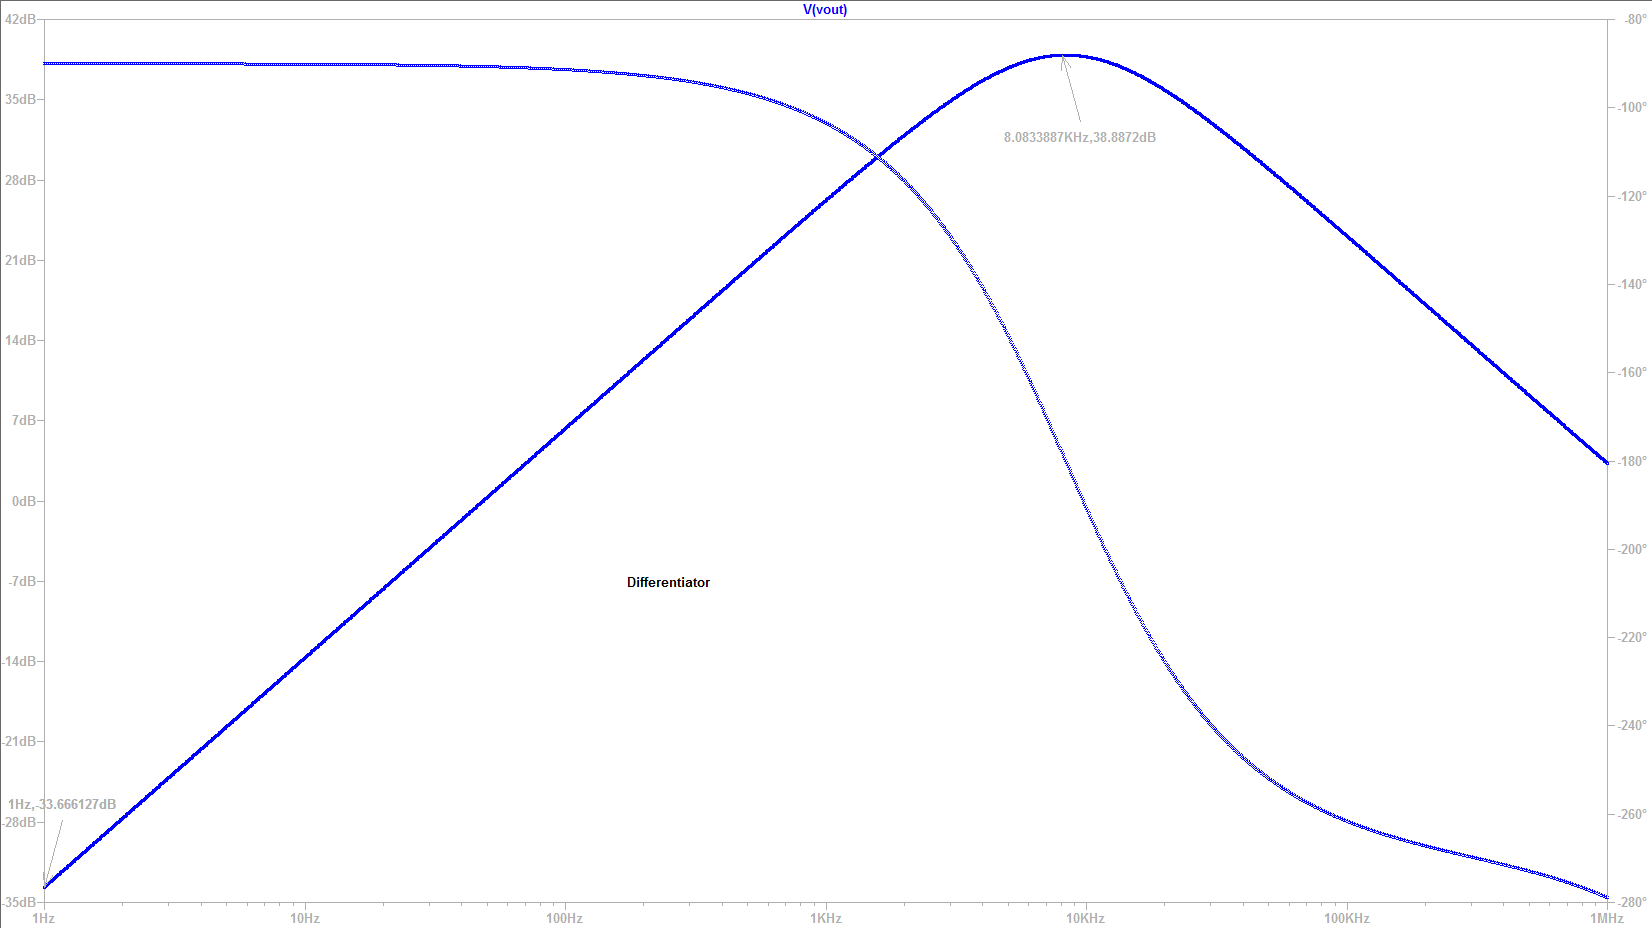 V(vout)
42dB
35dB
28dB
21dB
14dB
7dB
0dB
-7dB
-14dB
-21dB
-28dB
-35dB
-80°
-100°
-120°
-140°
-160°
-180°
-200°
-220°
-240°
-260°
-280°
8.0833887KHz,38.8872dB
Differentiator
1Hz,-33.666127dB
1Hz 10Hz 100Hz 1KHz 10KHz 100KHz 1MHz